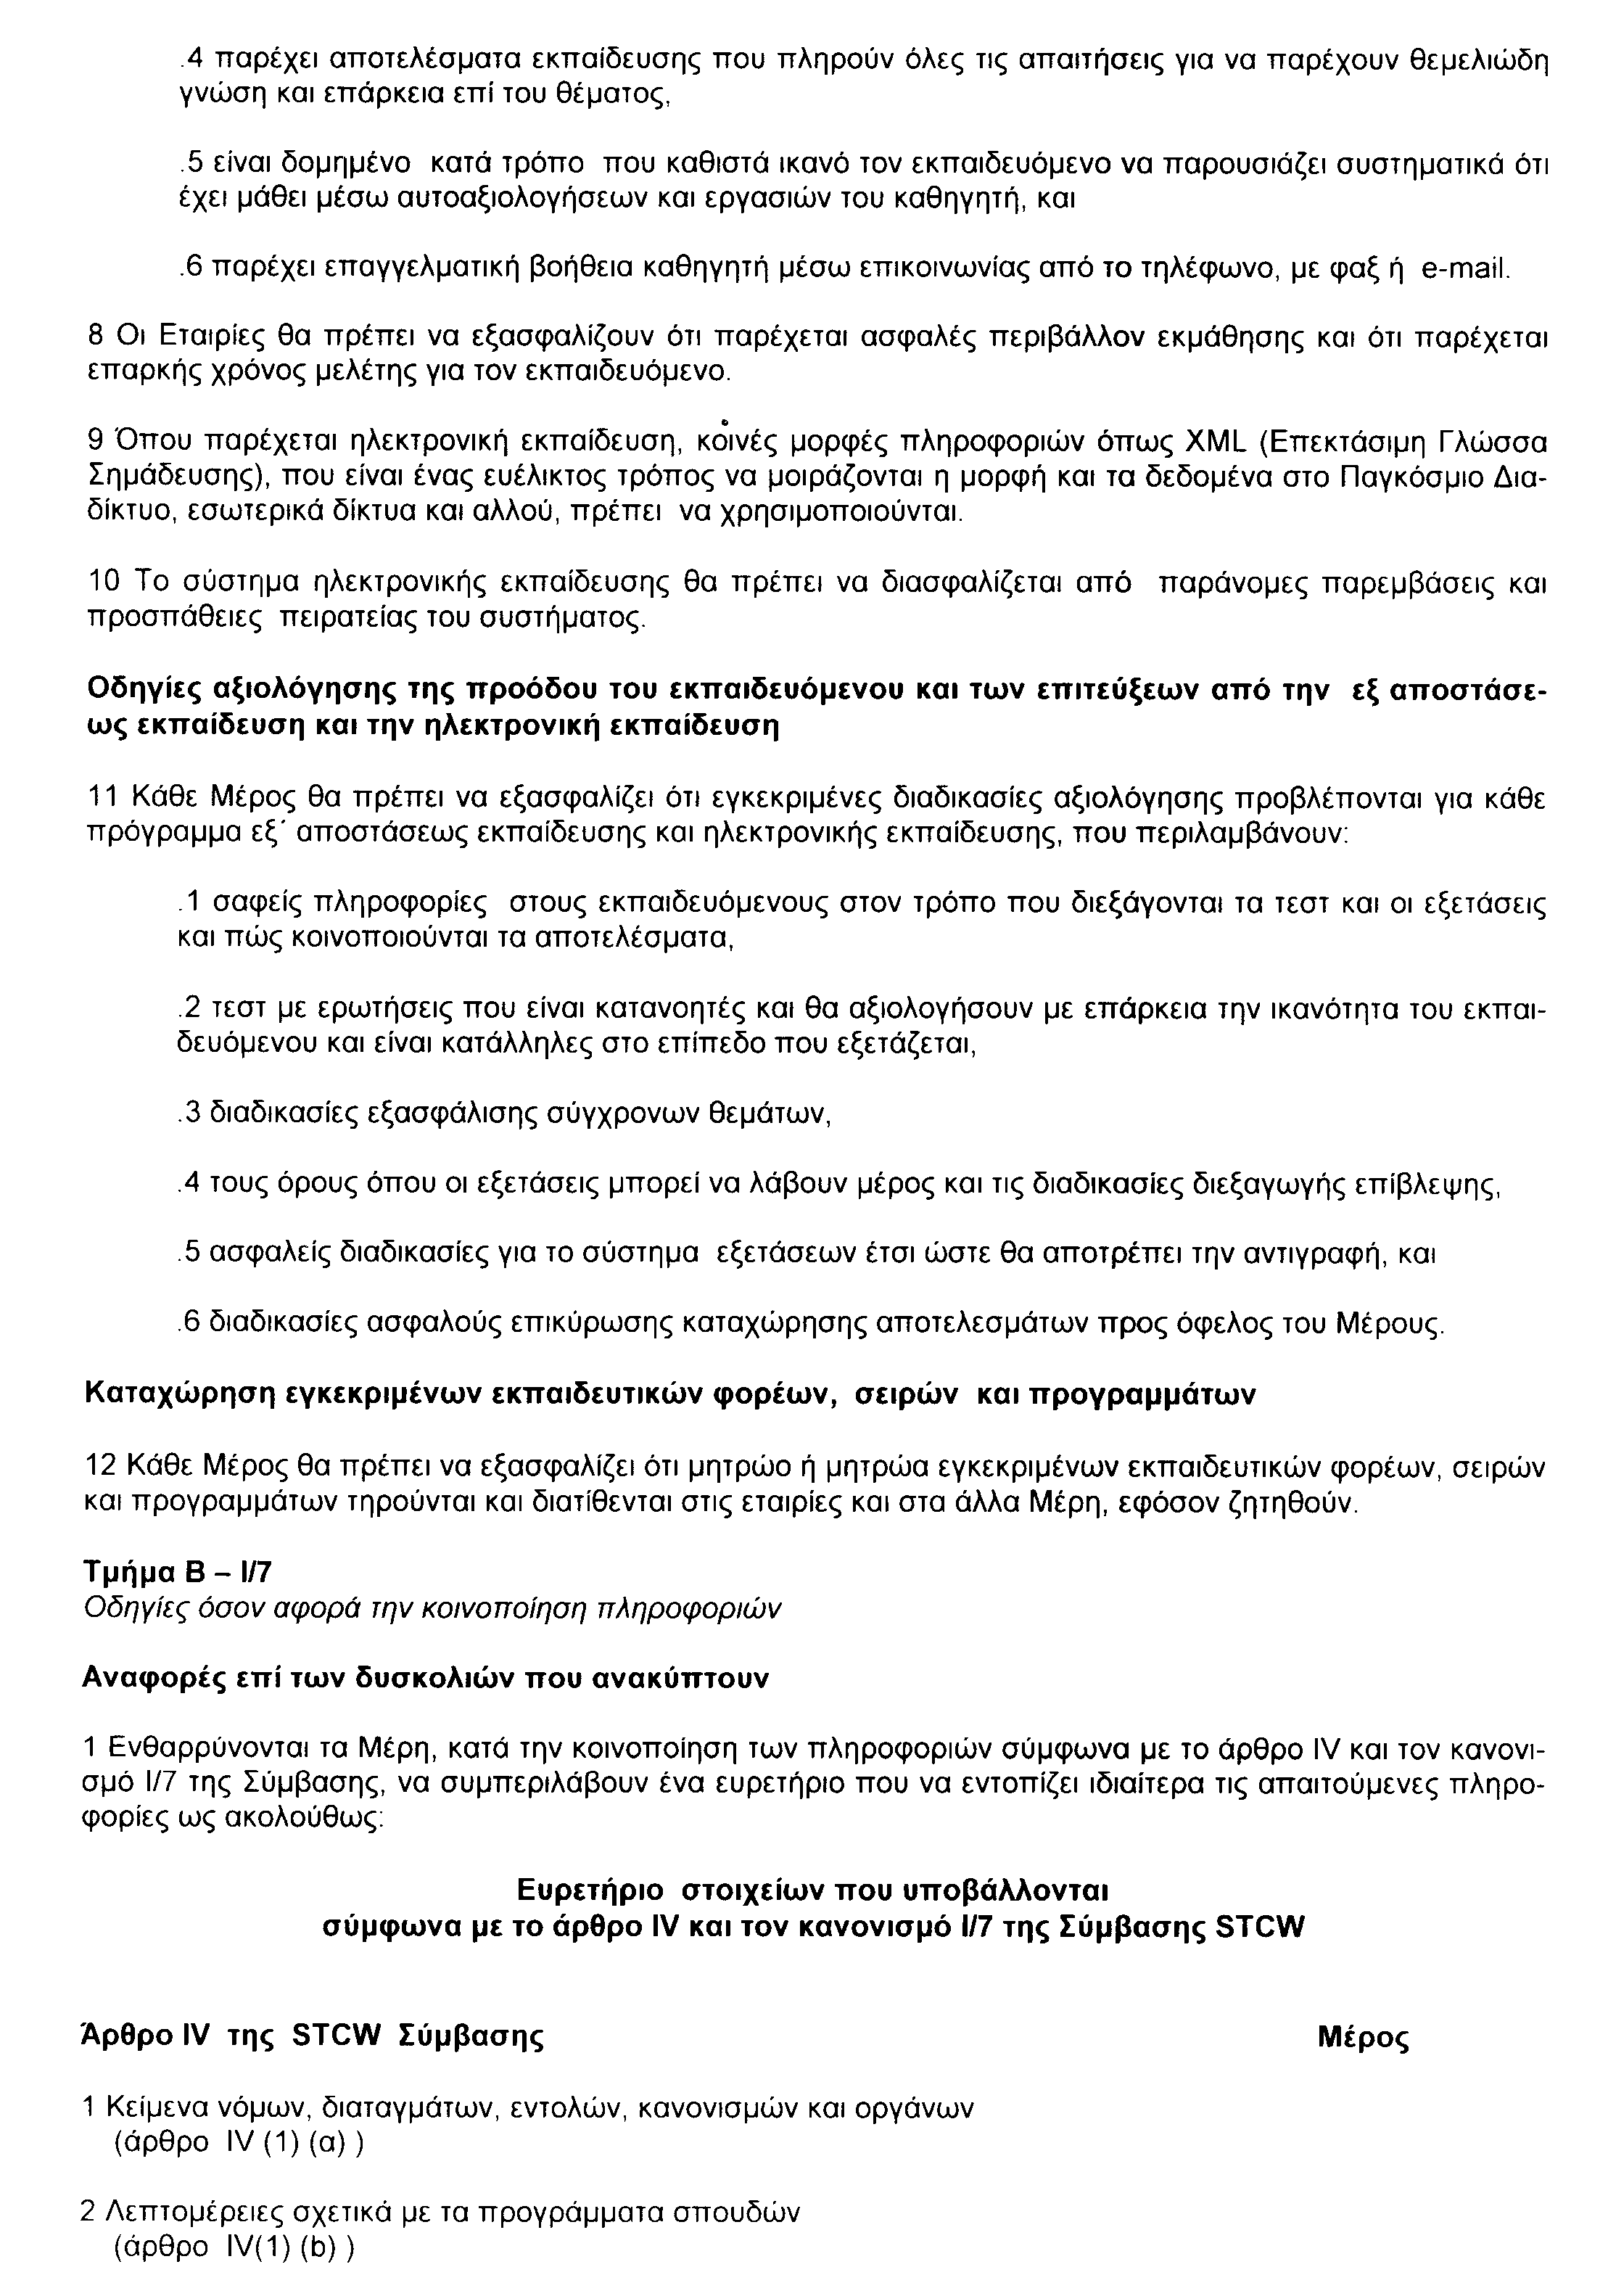 .4 παρέχει αποτελέσματα εκπαίδευσης που πληρούν όλες τις απαιτήσεις για να παρέχουν θεμελιώδη
γνώση και επάρκεια επί του θέματος,
.5 είναι δομημένο κατά τρόπο που καθιστά ικανό τον εκπαιδευόμενο να παρουσιάζει συστηματικά ότι
έχει μάθει μέσω αυτοαξιολογήσεων και εργασιών του καθηγητή, και
.6 παρέχει επαγγελματική βοήθεια καθηγητή μέσω επικοινωνίας από το τηλέφωνο, με φαξ ή e-mail.
8 Οι Εταιρίες θα πρέπει να εξασφαλίζουν ότι παρέχεται ασφαλές περιβάλλον εκμάθησης και ότι παρέχεται
επαρκής χρόνος μελέτης για τον εκπαιδευόμενο.
9 Όπου παρέχεται ηλεκτρονική εκπαίδευση, κοινές μορφές πληροφοριών όπως XML (Επεκτάσιμη Γλώσσα
Σημάδευσης), που είναι ένας ευέλικτος τρόπος να μοιράζονται η μορφή και τα δεδομένα στο Παγκόσμιο Δια-
δίκτυο, εσωτερικά δίκτυα και αλλού, πρέπει να χρησιμοποιούνται.
10 Το σύστημα ηλεκτρονικής εκπαίδευσης θα πρέπει να διασφαλίζεται από παράνομες παρεμβάσεις και
προσπάθειες πειρατείας του συστήματος.
Οδηγίες αξιολόγησης της προόδου του εκπαιδευόμενου και των επιτεύξεων από την εξ αποστάσε-
ως εκπαίδευση και την ηλεκτρονική εκπαίδευση
11 Κάθε Μέρος θα πρέπει να εξασφαλίζει ότι εγκεκριμένες διαδικασίες αξιολόγησης προβλέπονται για κάθε
πρόγραμμα εξ΄ αποστάσεως εκπαίδευσης και ηλεκτρονικής εκπαίδευσης, που περιλαμβάνουν:
.1 σαφείς πληροφορίες στους εκπαιδευόμενους στον τρόπο που διεξάγονται τα τεστ και οι εξετάσεις
και πώς κοινοποιούνται τα αποτελέσματα,
.2 τεστ με ερωτήσεις που είναι κατανοητές και θα αξιολογήσουν με επάρκεια την ικανότητα του εκπαι-
δευόμενου και είναι κατάλληλες στο επίπεδο που εξετάζεται,
.3 διαδικασίες εξασφάλισης σύγχρονων θεμάτων,
.4 τους όρους όπου οι εξετάσεις μπορεί να λάβουν μέρος και τις διαδικασίες διεξαγωγής επίβλεψης,
.5 ασφαλείς διαδικασίες για το σύστημα εξετάσεων έτσι ώστε θα αποτρέπει την αντιγραφή, και
.6 διαδικασίες ασφαλούς επικύρωσης καταχώρησης αποτελεσμάτων προς όφελος του Μέρους.
Καταχώρηση εγκεκριμένων εκπαιδευτικών φορέων, σειρών και προγραμμάτων
12 Κάθε Μέρος θα πρέπει να εξασφαλίζει ότι μητρώο ή μητρώα εγκεκριμένων εκπαιδευτικών φορέων, σειρών
και προγραμμάτων τηρούνται και διατίθενται στις εταιρίες και στα άλλα Μέρη, εφόσον ζητηθούν.
Τμήμα Β – Ι/7
Οδηγίες όσον αφορά την κοινοποίηση πληροφοριών
Αναφορές επί των δυσκολιών που ανακύπτουν
1 Ενθαρρύνονται τα Μέρη, κατά την κοινοποίηση των πληροφοριών σύμφωνα με το άρθρο IV και τον κανονι-
σμό Ι/7 της Σύμβασης, να συμπεριλάβουν ένα ευρετήριο που να εντοπίζει ιδιαίτερα τις απαιτούμενες πληρο-
φορίες ως ακολούθως:
Ευρετήριο στοιχείων που υποβάλλονται
σύμφωνα με το άρθρο IV και τον κανονισμό Ι/7 της Σύμβασης STCW
Άρθρο IV της STCW Σύμβασης Μέρος
1 Κείμενα νόμων, διαταγμάτων, εντολών, κανονισμών και οργάνων
(άρθρο IV (1) (α) )
2 Λεπτομέρειες σχετικά με τα προγράμματα σπουδών
(άρθρο IV(1) (b) )